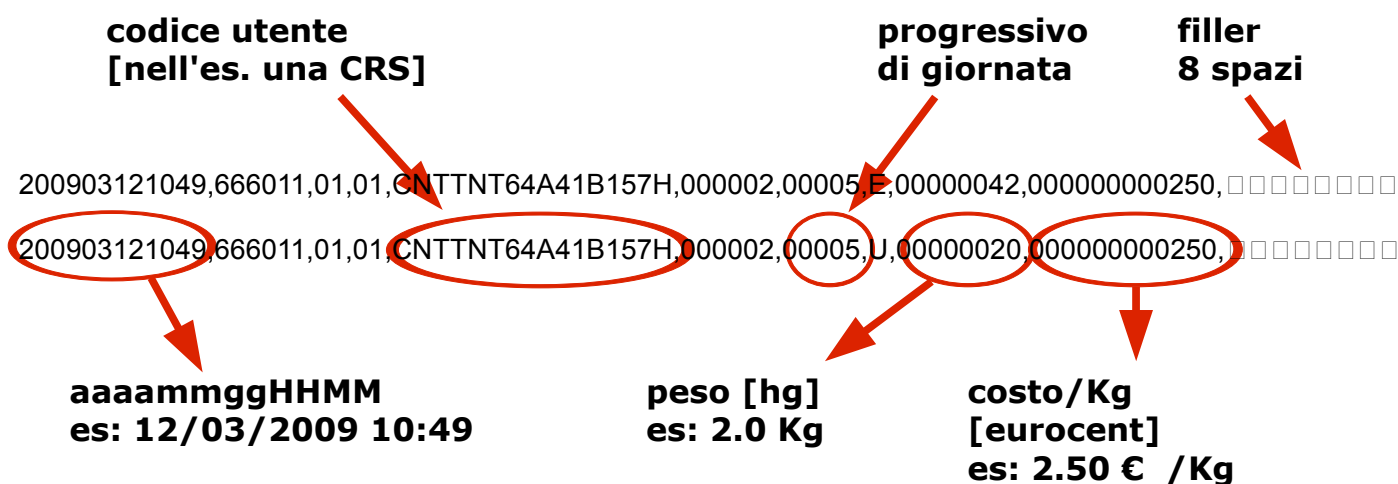 codice utente
[nell'es. una CRS]
progressivo
di giornata
filler
8 spazi
200903121049,666011,01,01,CNTTNT64A41B157H,000002,00005,E,00000042,000000000250,□□□□□□□□
200903121049,666011,01,01,CNTTNT64A41B157H,000002,00005,U,00000020,000000000250,□□□□□□□□
aaaammggHHMM
es: 12/03/2009 10:49
peso [hg]
es: 2.0 Kg
costo/Kg
[eurocent]
es: 2.50 € /Kg